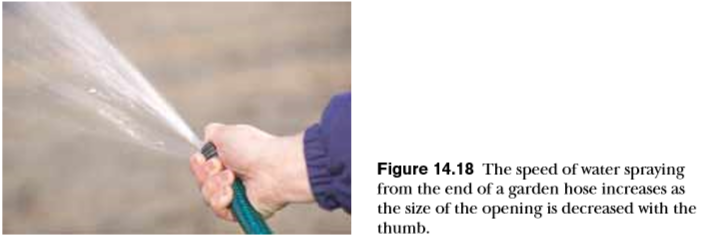 Figure 14.18 The speed of water spraying
from the end of a garden hose increases as
the size of the opening is decreased with the
thumb.